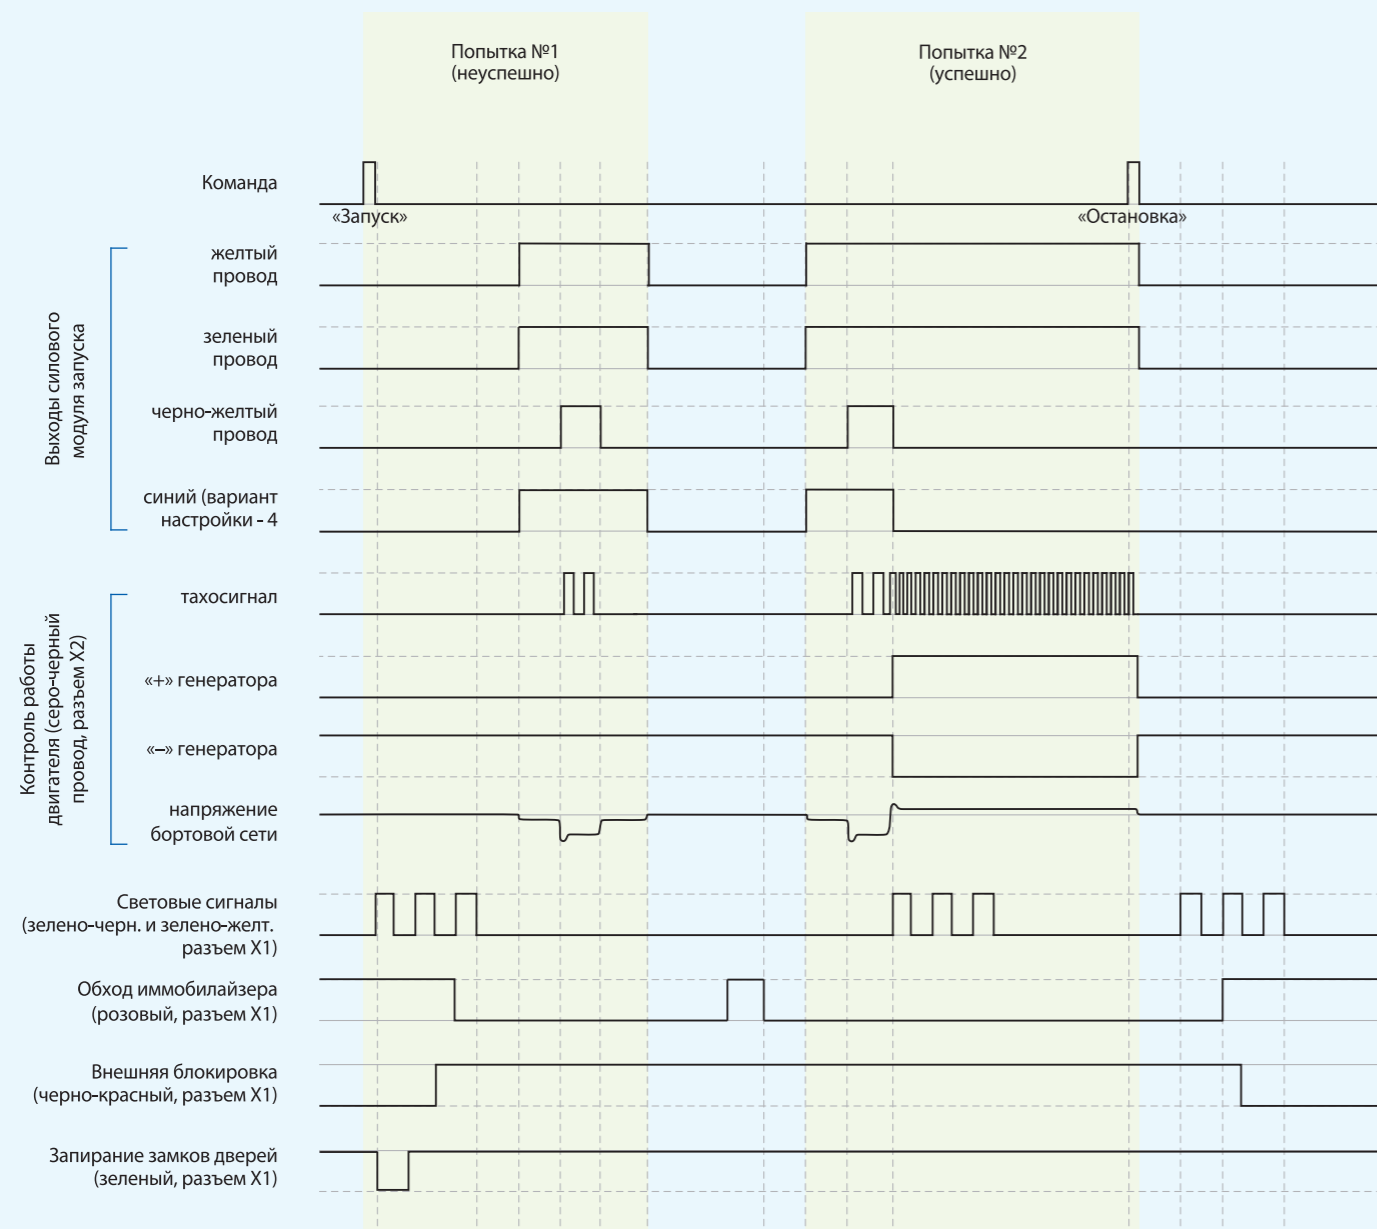 Попытка №1
(неуспешно)
Попытка №2
(успешно)
Команда
«Запуск»
«Остановка»
Выходы силового
модуля запуска
желтый
провод
зеленый
провод
черно-желтый
провод
синий (вариант
настройки - 4
Контроль работы
двигателя (серо-черный
провод, разъем X2)
тахосигнал
«+» генератора
«–» генератора
напряжение
бортовой сети
Световые сигналы
(зелено-черн. и зелено-желт.
разъем X1)
Обход иммобилайзера
(розовый, разъем X1)
Внешняя блокировка
(черно-красный, разъем X1)
Запирание замков дверей
(зеленый, разъем X1)